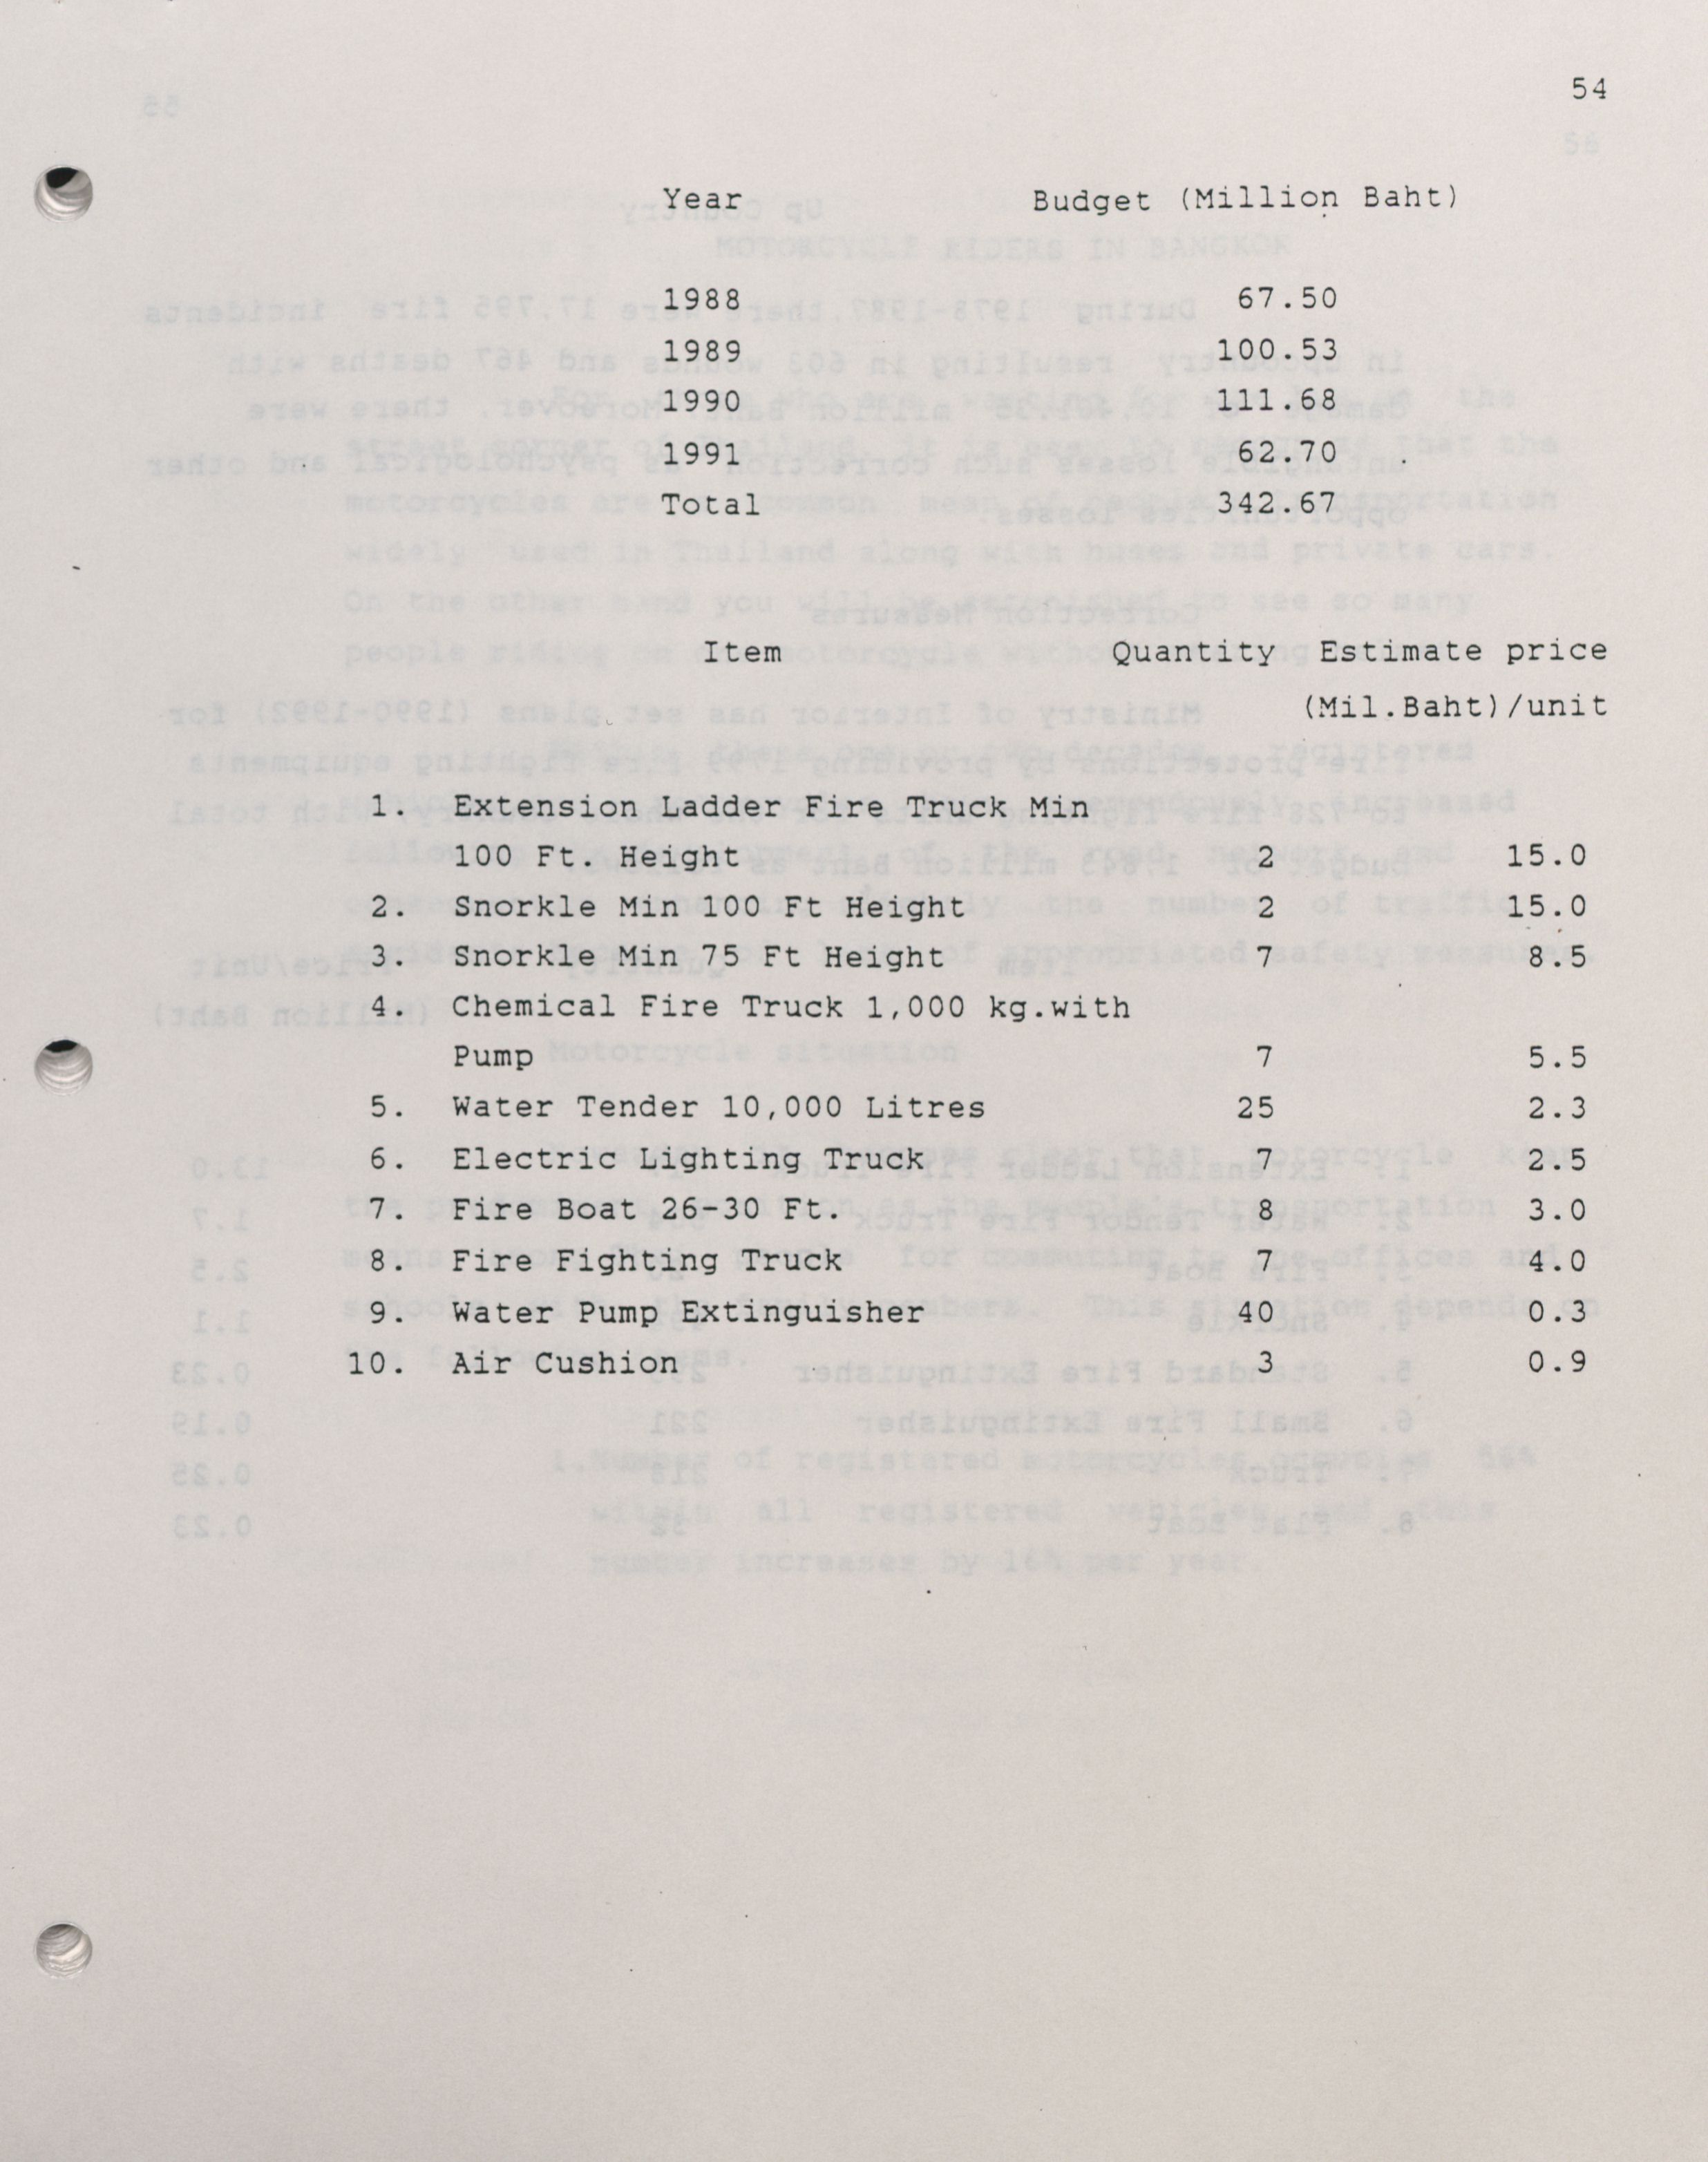 54
Year Budget (Million Baht)
1988 67.50
1989 100.53
1990 111.68
1991 62.70
Total 342.67
Item Quantity Estimate price
(Mil.Baht)/unit
1. Extension Ladder Fire Truck Min
100 Ft. Height 2 15.0
2. Snorkle Min 100 Ft Height 2 15.0
3. Snorkle Min 75 Ft Height 7 8.5
4. Chemical Fire Truck 1,000 kg.with
Pump 7 5.5
5. Water Tender 10,000 Litres 25 2.3
6. Electric Lighting Truck 7 2.5
7. Fire Boat 26-30 Ft. 8 3.0
8. Fire Fighting Truck 7 4.0
9. Water Pump Extinguisher 40 0.3
10. Air Cushion 3 0.9